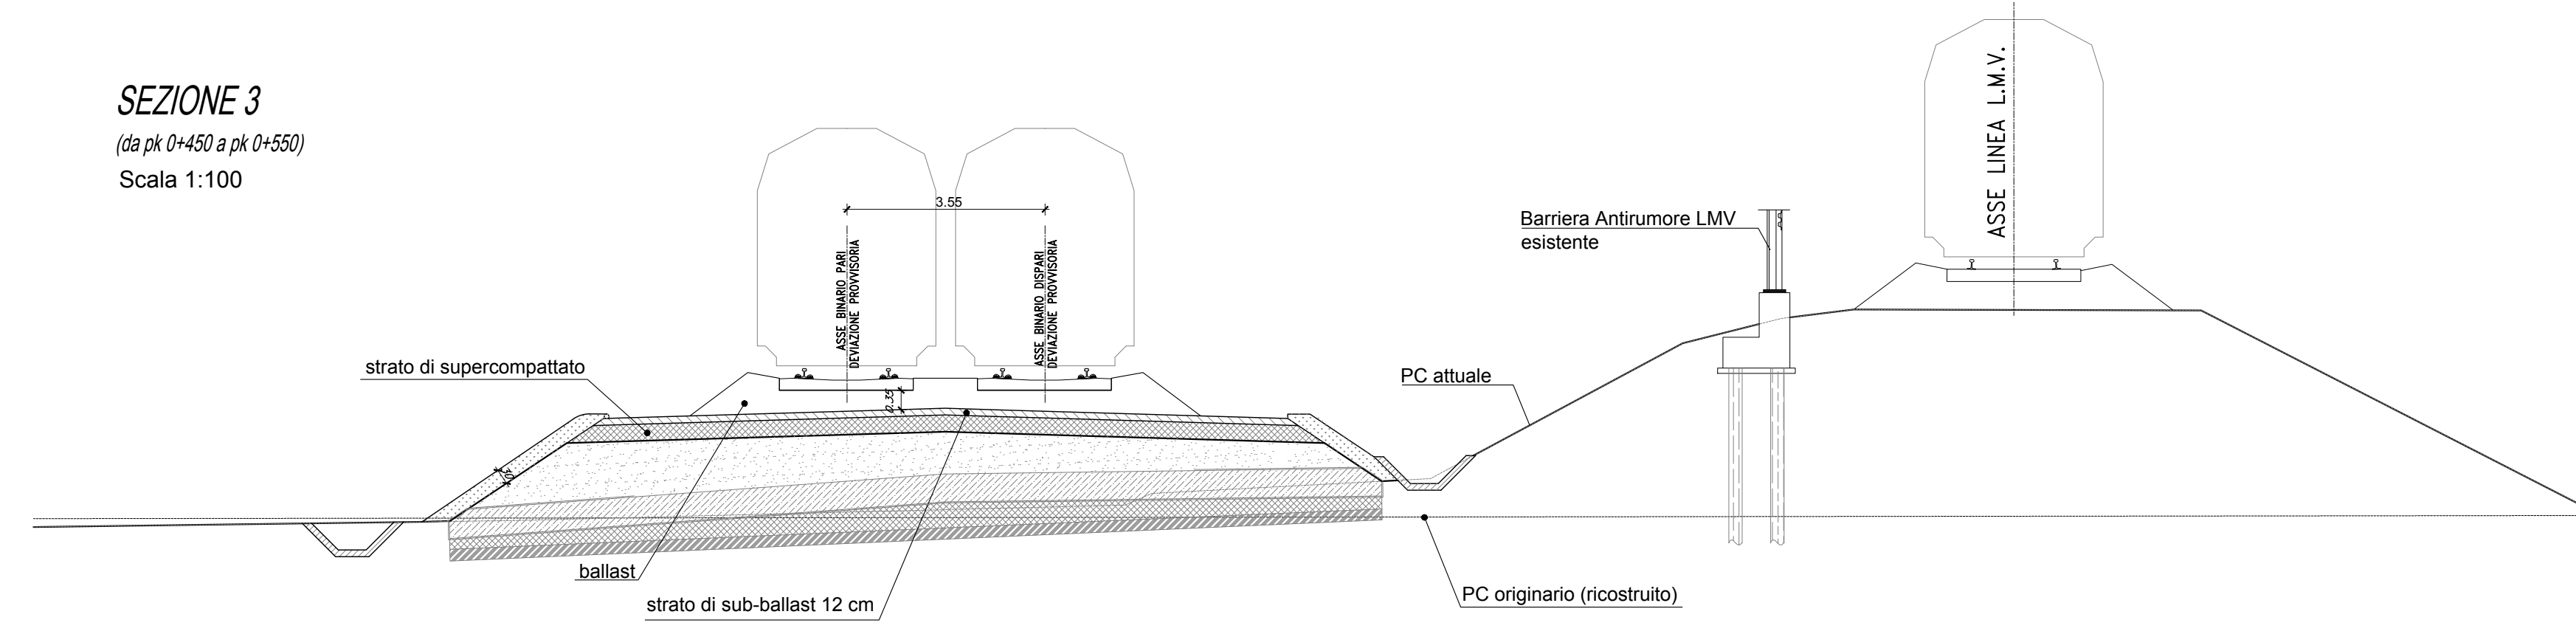 SEZIONE 3
(da pk 0+450 a pk 0+550)
Scala 1:100
ASSE LINEA L.M.V.
3.55
Barriera Antirumore LMV
esistente
ASSE BINARIO PARI
DEVIAZIONE PROVVISORIA
ASSE BINARIO DISPARI
DEVIAZIONE PROVVISORIA
strato di supercompattato
PC attuale
0.35
.30
ballast
strato di sub-ballast 12 cm
PC originario (ricostruito)